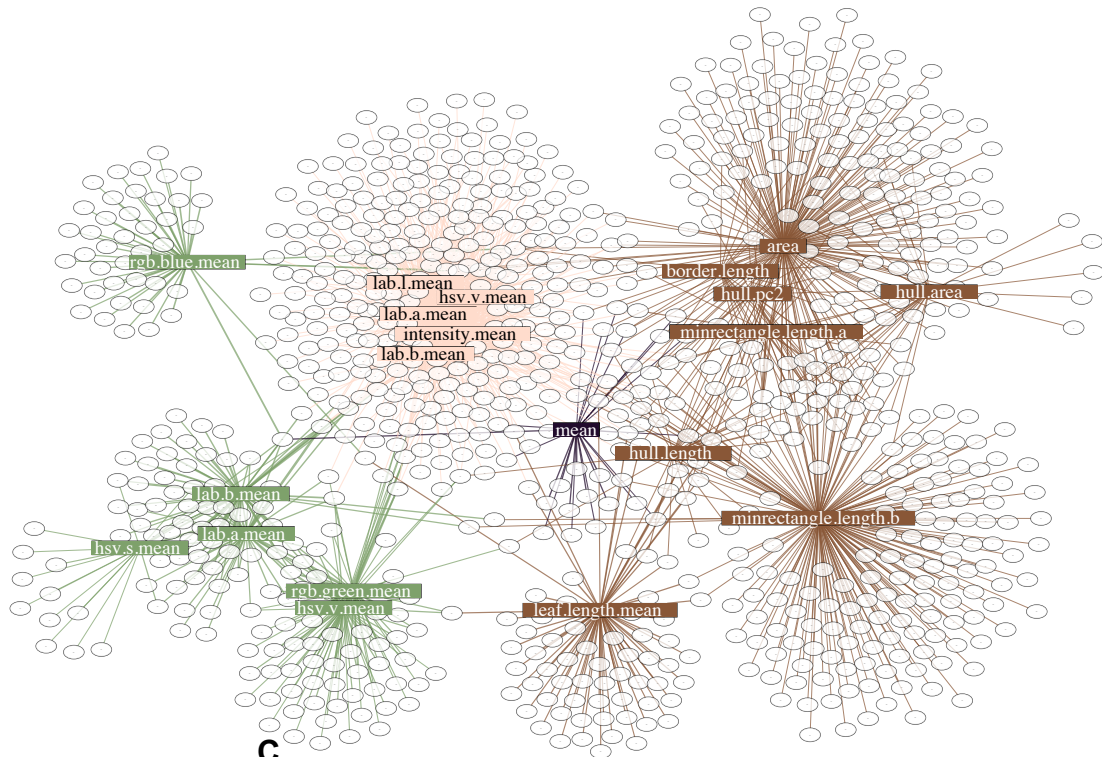 area
rgb.blue.mean
border.length
lab.l.mean
hull.pc2
hull.area
hsv.v.mean
lab.a.mean
intensity.mean
minrectangle.length.a
lab.b.mean
mean
hull.length
lab.b.mean
minrectangle.length.b
lab.a.mean
hsv.s.mean
rgb.green.mean
hsv.v.mean
leaf.length.mean
C